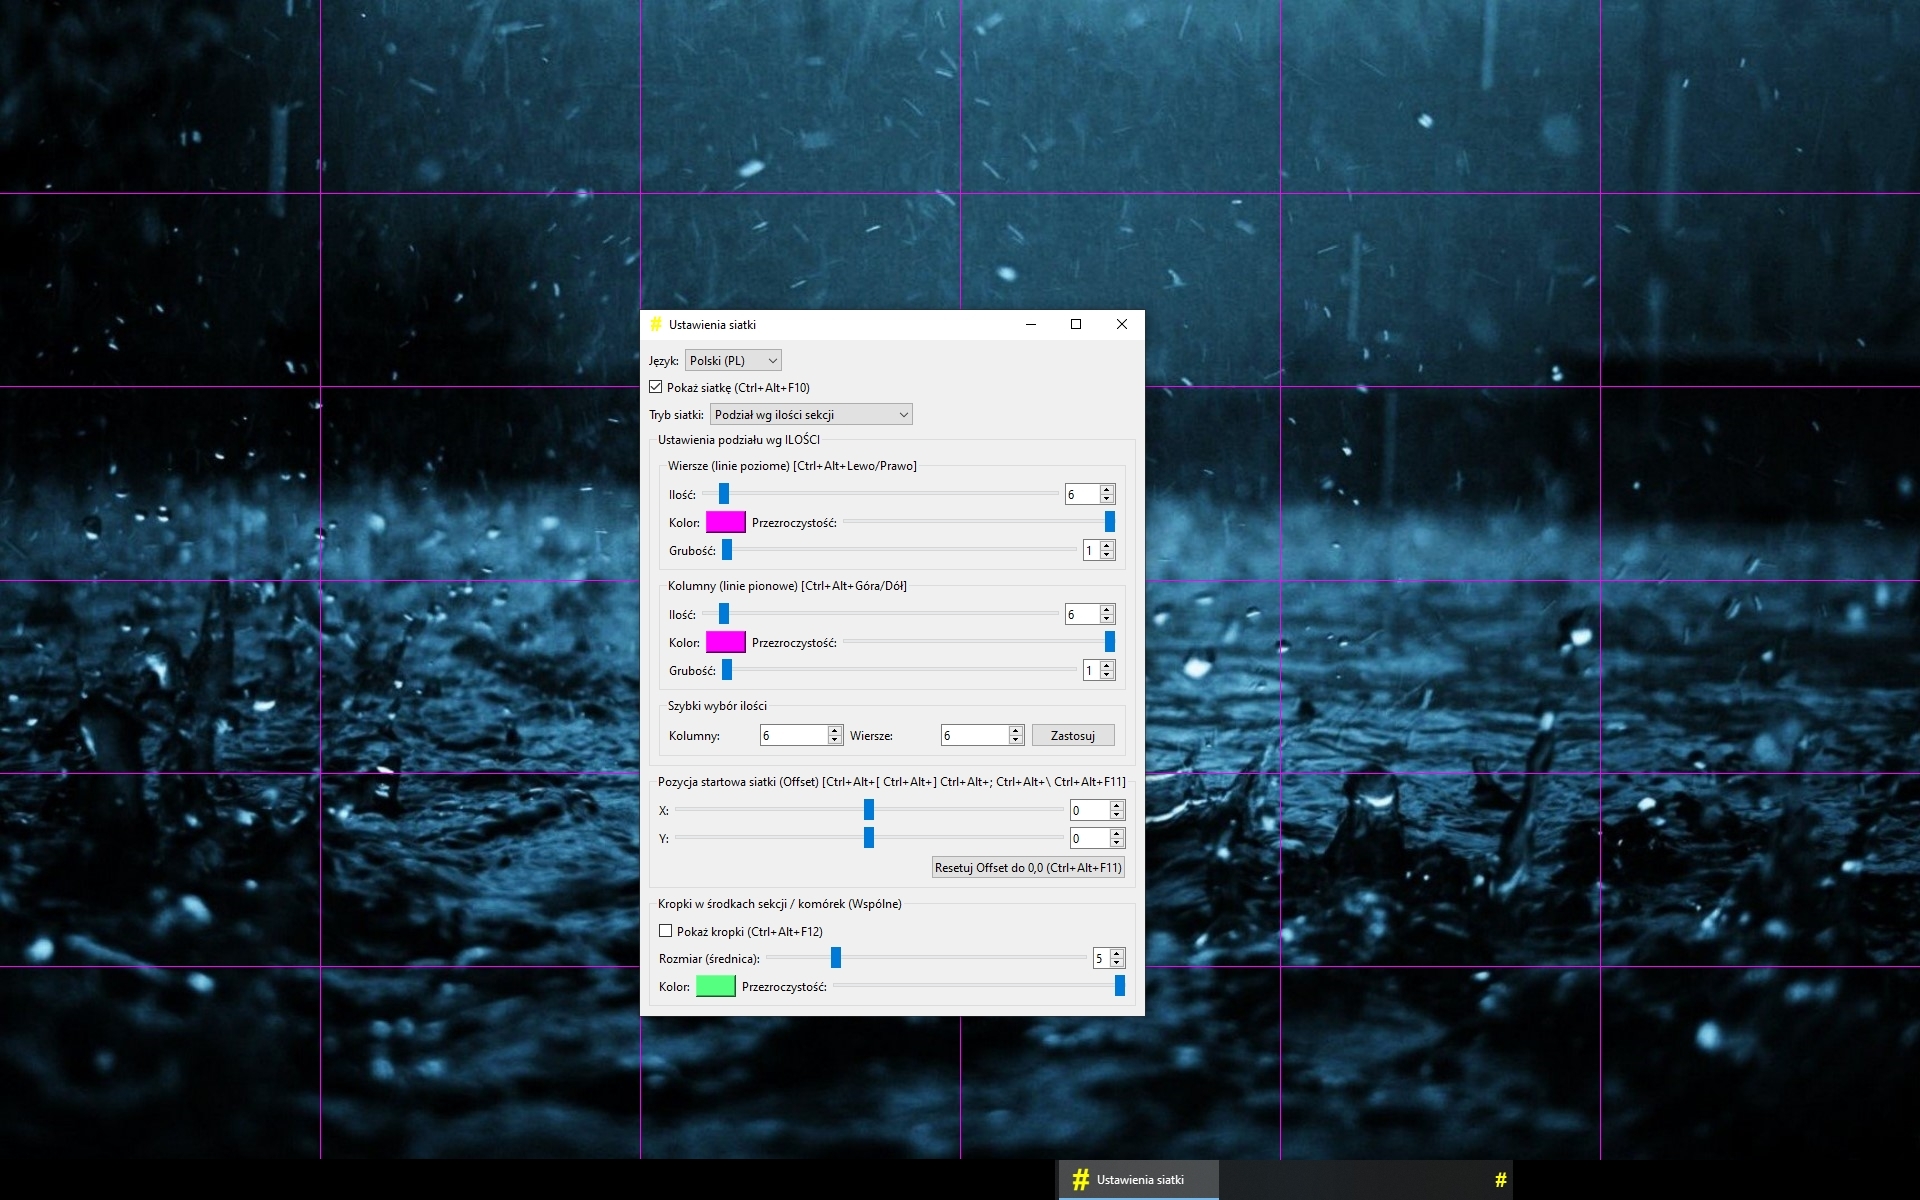 # Ustawienia siatki
Język: Polski (PL)
Pokaż siatkę (Ctrl+Alt+F10)
Tryb siatki: Podział wg ilości sekcji
Ustawienia podziału wg ILOŚCI
Wiersze (linie poziome) [Ctrl+Alt+Lewo/Prawo]
Ilość: 6
Kolor: Przezroczystość:
Grubość: 1
Kolumny (linie pionowe) [Ctrl+Alt+Góra/Dół]
Ilość: 6
Kolor: Przezroczystość:
Grubość: 1
Szybki wybór ilości
Kolumny: 6 Wiersze: 6 Zastosuj
Pozycja startowa siatki (Offset) [Ctrl+Alt+[ Ctrl+Alt+] Ctrl+Alt+; Ctrl+Alt+\ Ctrl+Alt+F11]
X: 0
Y: 0
Resetuj Offset do 0,0 (Ctrl+Alt+F11)
Kropki w środkach sekcji / komórek (Wspólne)
Pokaż kropki (Ctrl+Alt+F12)
Rozmiar (średnica): 5
Kolor: Przezroczystość:
# Ustawienia siatki #